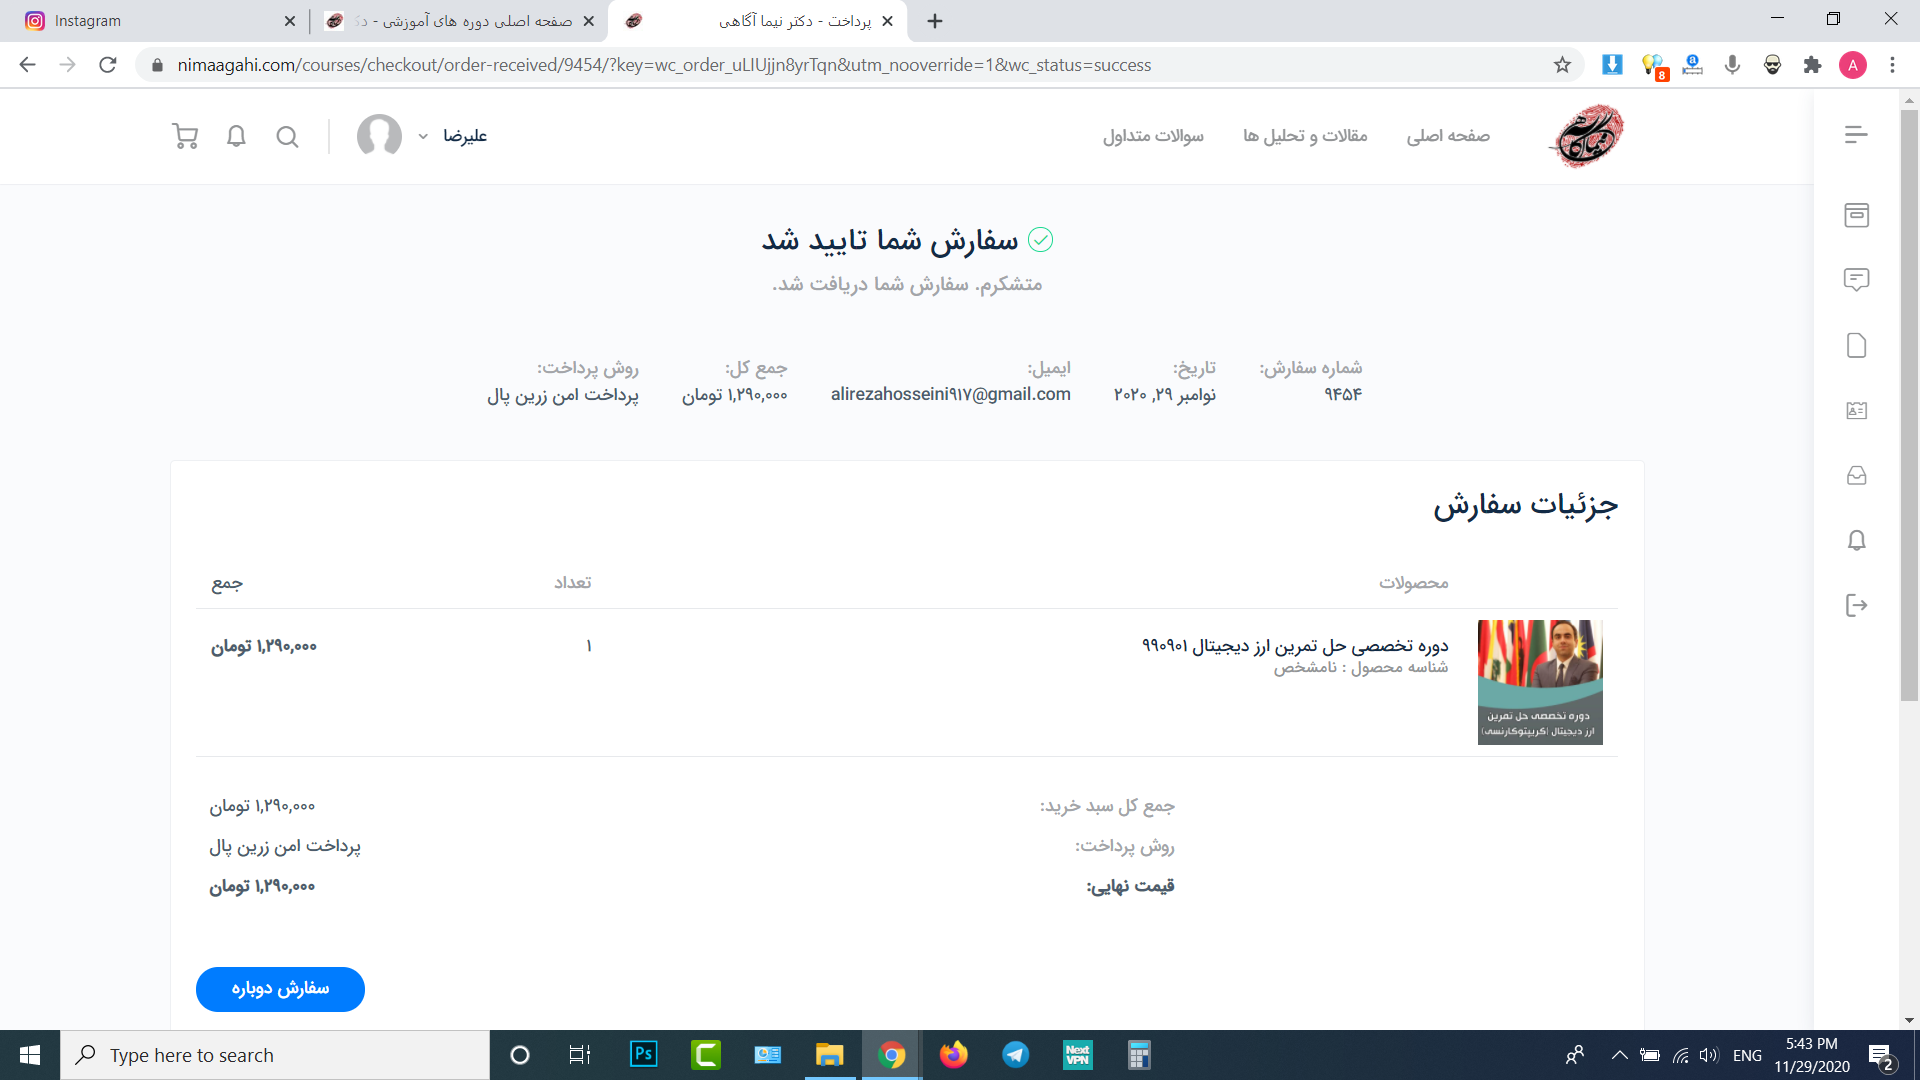 Instagram
صفحه اصلی دوره های آموزشی - دک
پرداخت - دکتر نیما آگاهی
nimaagahi.com/courses/checkout/order-received/9454/?key=wc_order_uLIUjjn8yrTqn&utm_nooverride=1&wc_status=success
8
A
صفحه اصلی
مقالات و تحلیل ها
سوالات متداول
علیرضا
سفارش شما تایید شد
متشکرم. سفارش شما دریافت شد.
شماره سفارش:
۹۴۵۴
تاریخ:
نوامبر ۲۹, ۲۰۲۰
ایمیل:
alirezahosseini۹۱۷@gmail.com
جمع کل:
۱,۲۹۰,۰۰۰ تومان
روش پرداخت:
پرداخت امن زرین پال
جزئیات سفارش
محصولات
تعداد
جمع
دوره تخصصی حل تمرین ارز دیجیتال ۹۹۰۹۰۱
شناسه محصول : نامشخص
۱
۱,۲۹۰,۰۰۰ تومان
دوره تخصصی حل تمرین
ارز دیجیتال (کریپتوکارنسی)
جمع کل سبد خرید:
۱,۲۹۰,۰۰۰ تومان
روش پرداخت:
پرداخت امن زرین پال
قیمت نهایی:
۱,۲۹۰,۰۰۰ تومان
سفارش دوباره
Type here to search
Ps
Next
VPN
ENG
5:43 PM
11/29/2020
2